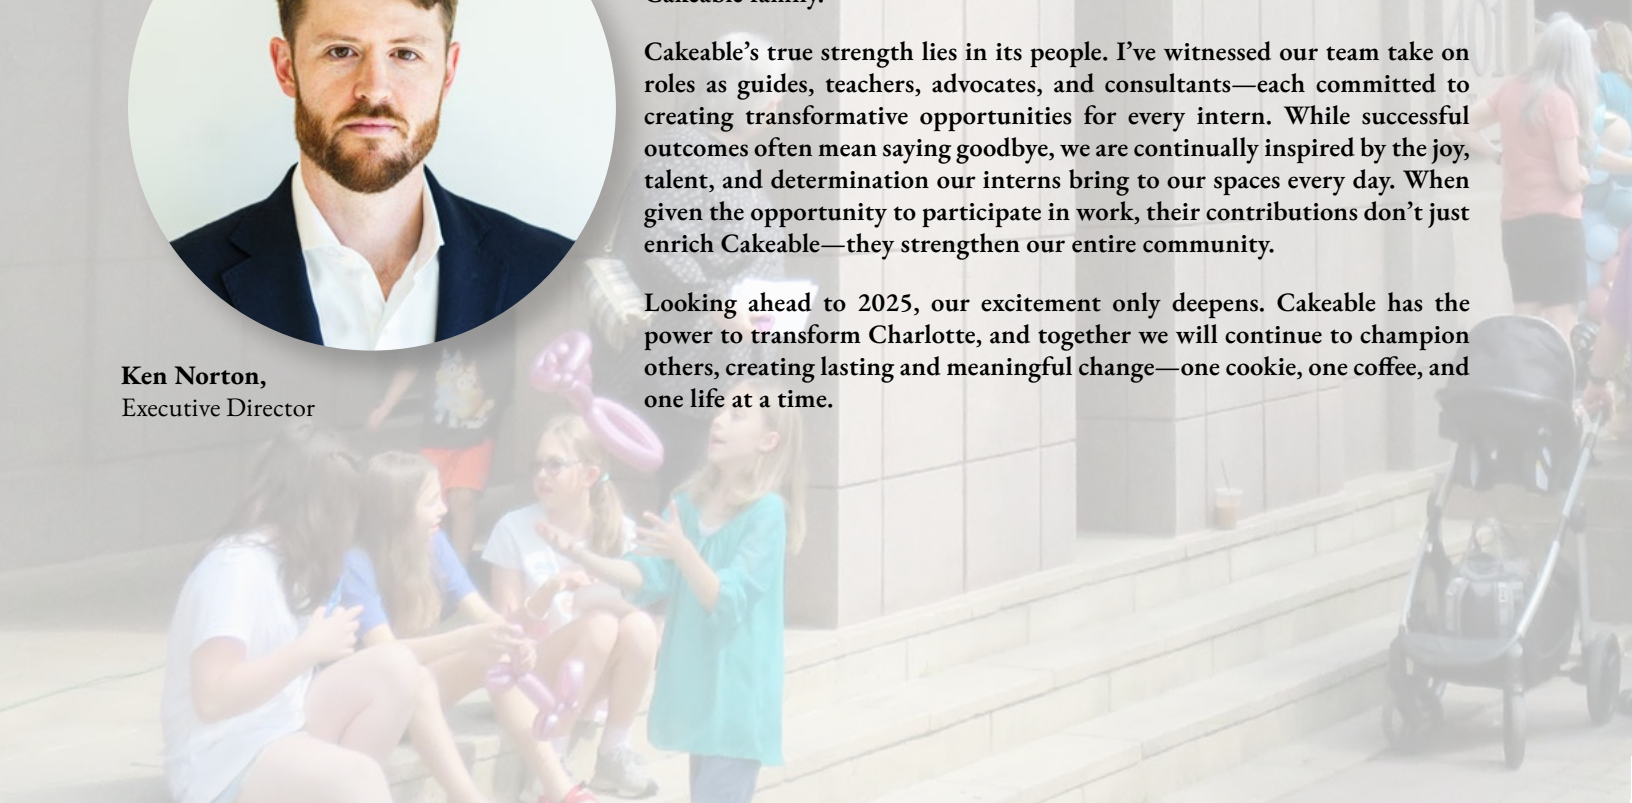 Cakeable family.
Cakeable’s true strength lies in its people. I’ve witnessed our team take on
roles as guides, teachers, advocates, and consultants—each committed to
creating transformative opportunities for every intern. While successful
outcomes often mean saying goodbye, we are continually inspired by the joy,
talent, and determination our interns bring to our spaces every day. When
given the opportunity to participate in work, their contributions don’t just
enrich Cakeable—they strengthen our entire community.
Looking ahead to 2025, our excitement only deepens. Cakeable has the
power to transform Charlotte, and together we will continue to champion
others, creating lasting and meaningful change—one cookie, one coffee, and
one life at a time.
Ken Norton,
Executive Director